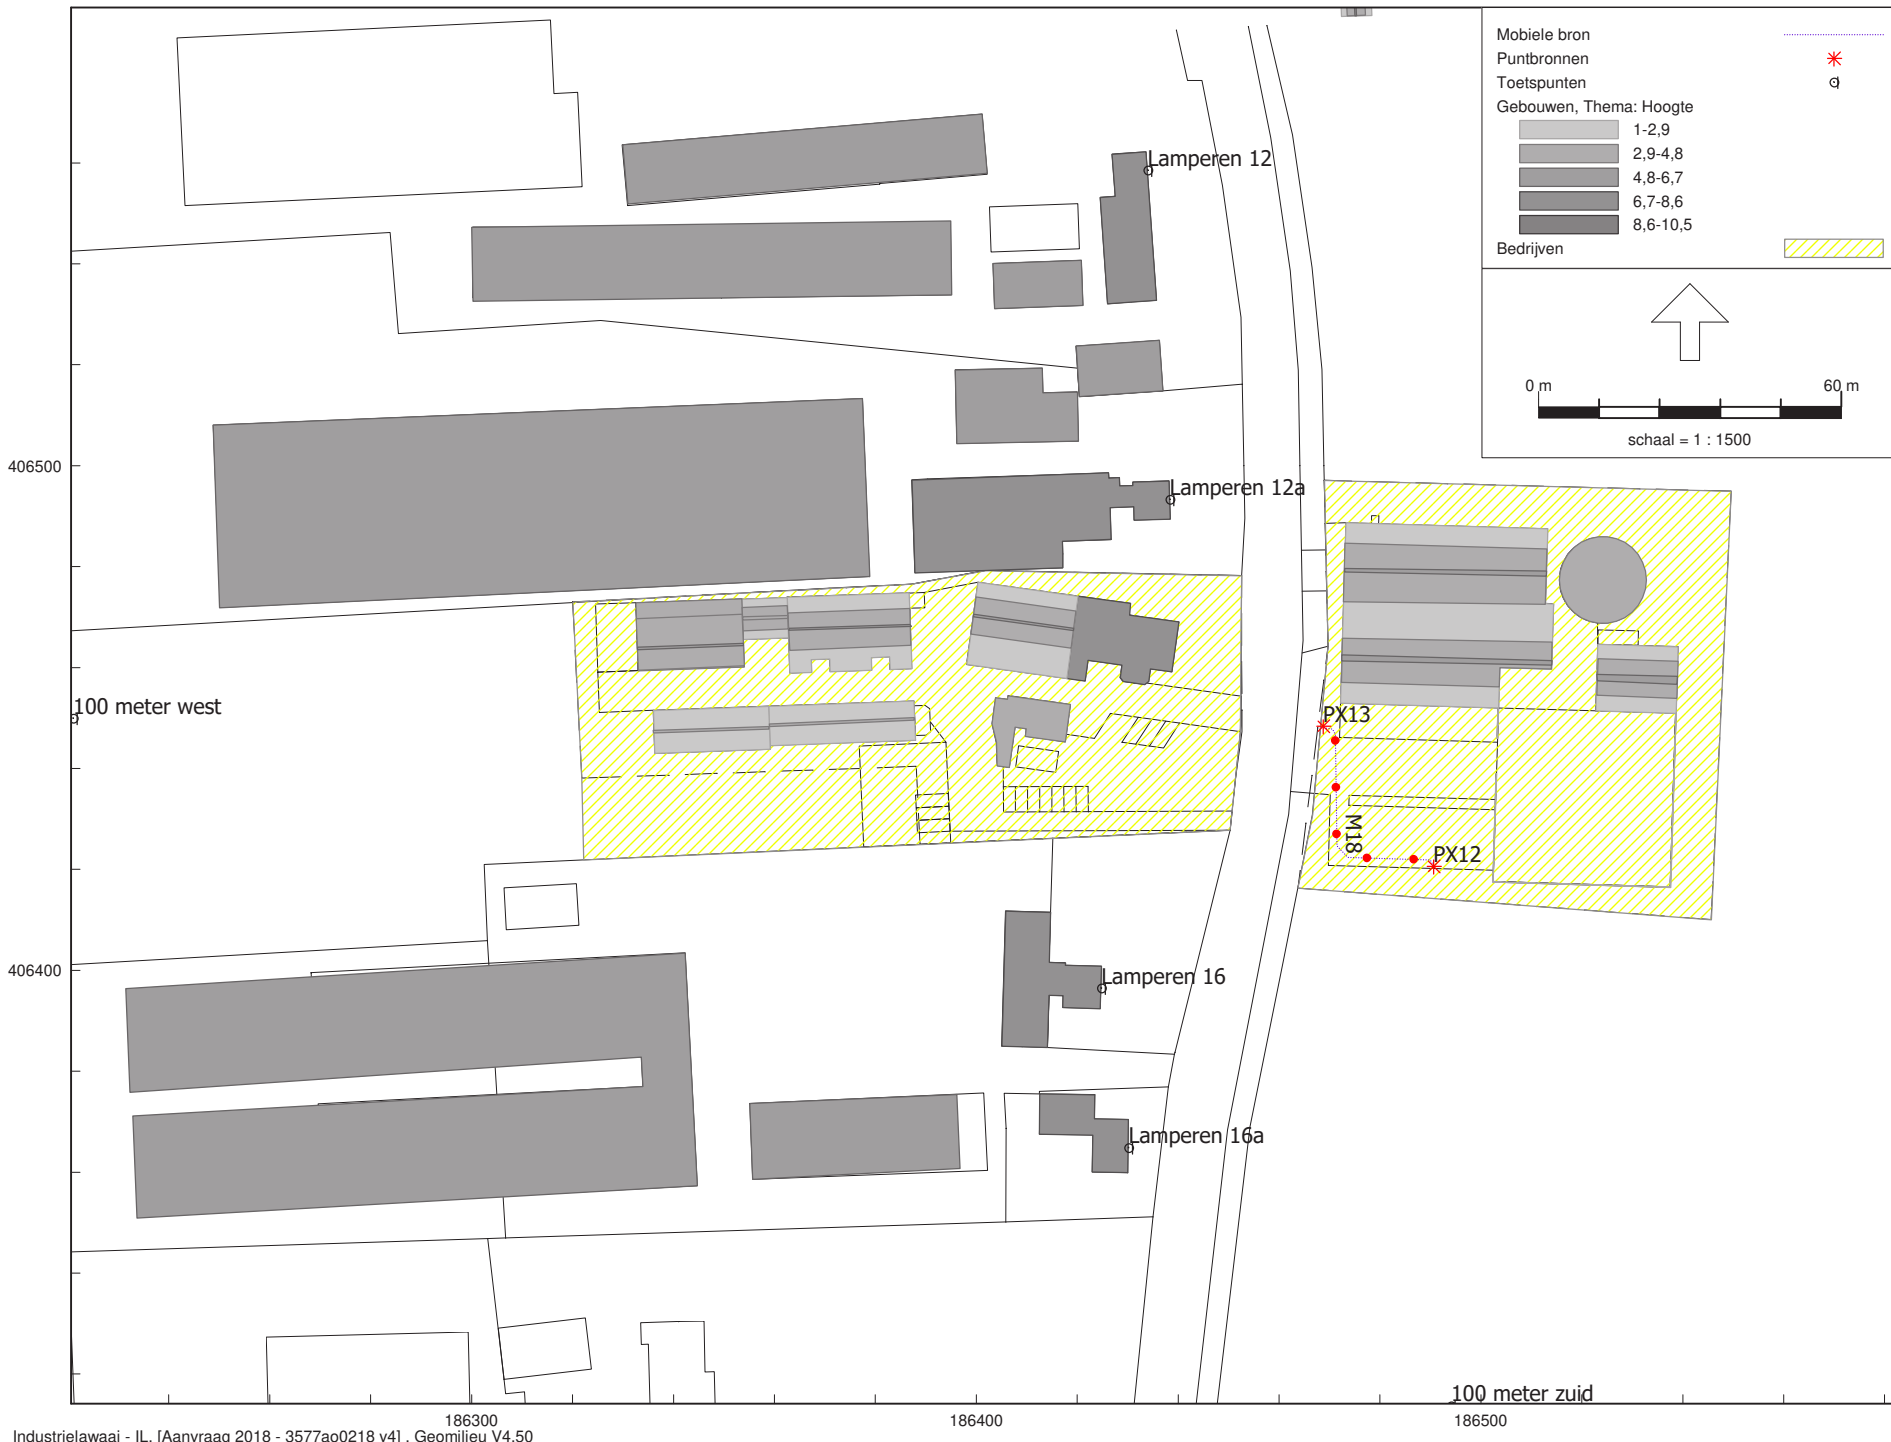 Mobiele bron
Puntbronnen
Toetspunten
Gebouwen, Thema: Hoogte
1-2,9
2,9-4,8
4,8-6,7
6,7-8,6
8,6-10,5
Bedrijven
0 m 60 m
schaal = 1 : 1500
Lamperen 12
406500
Lamperen 12a
100 meter west
PX13
M18
PX12
406400
Lamperen 16
Lamperen 16a
100 meter zuid
186300 186400 186500
Industrielawaai - IL, [Aanvraag 2018 - 3577ao0218 v4] , Geomilieu V4.50